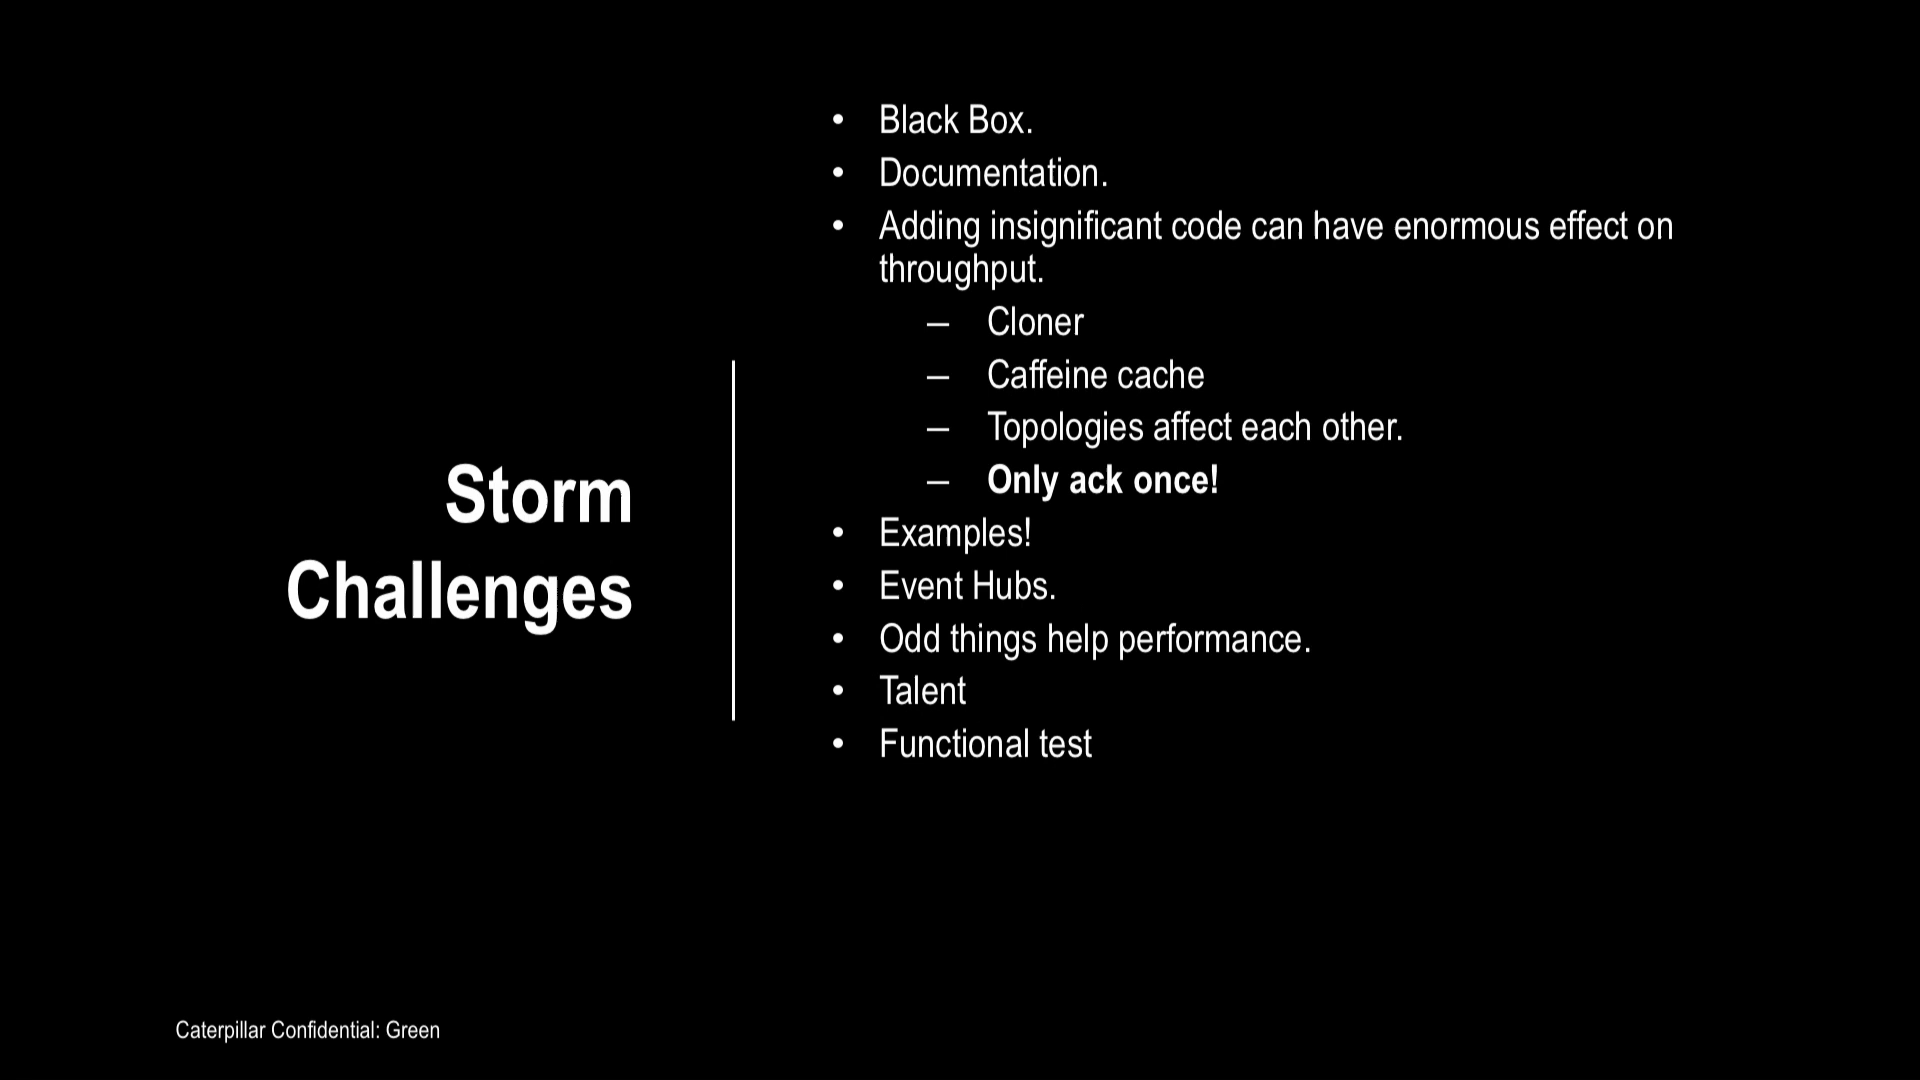 Storm
Challenges
• Black Box.
• Documentation.
• Adding insignificant code can have enormous effect on
throughput.
– Cloner
– Caffeine cache
– Topologies affect each other.
– Only ack once!
• Examples!
• Event Hubs.
• Odd things help performance.
• Talent
• Functional test
Caterpillar Confidential: Green